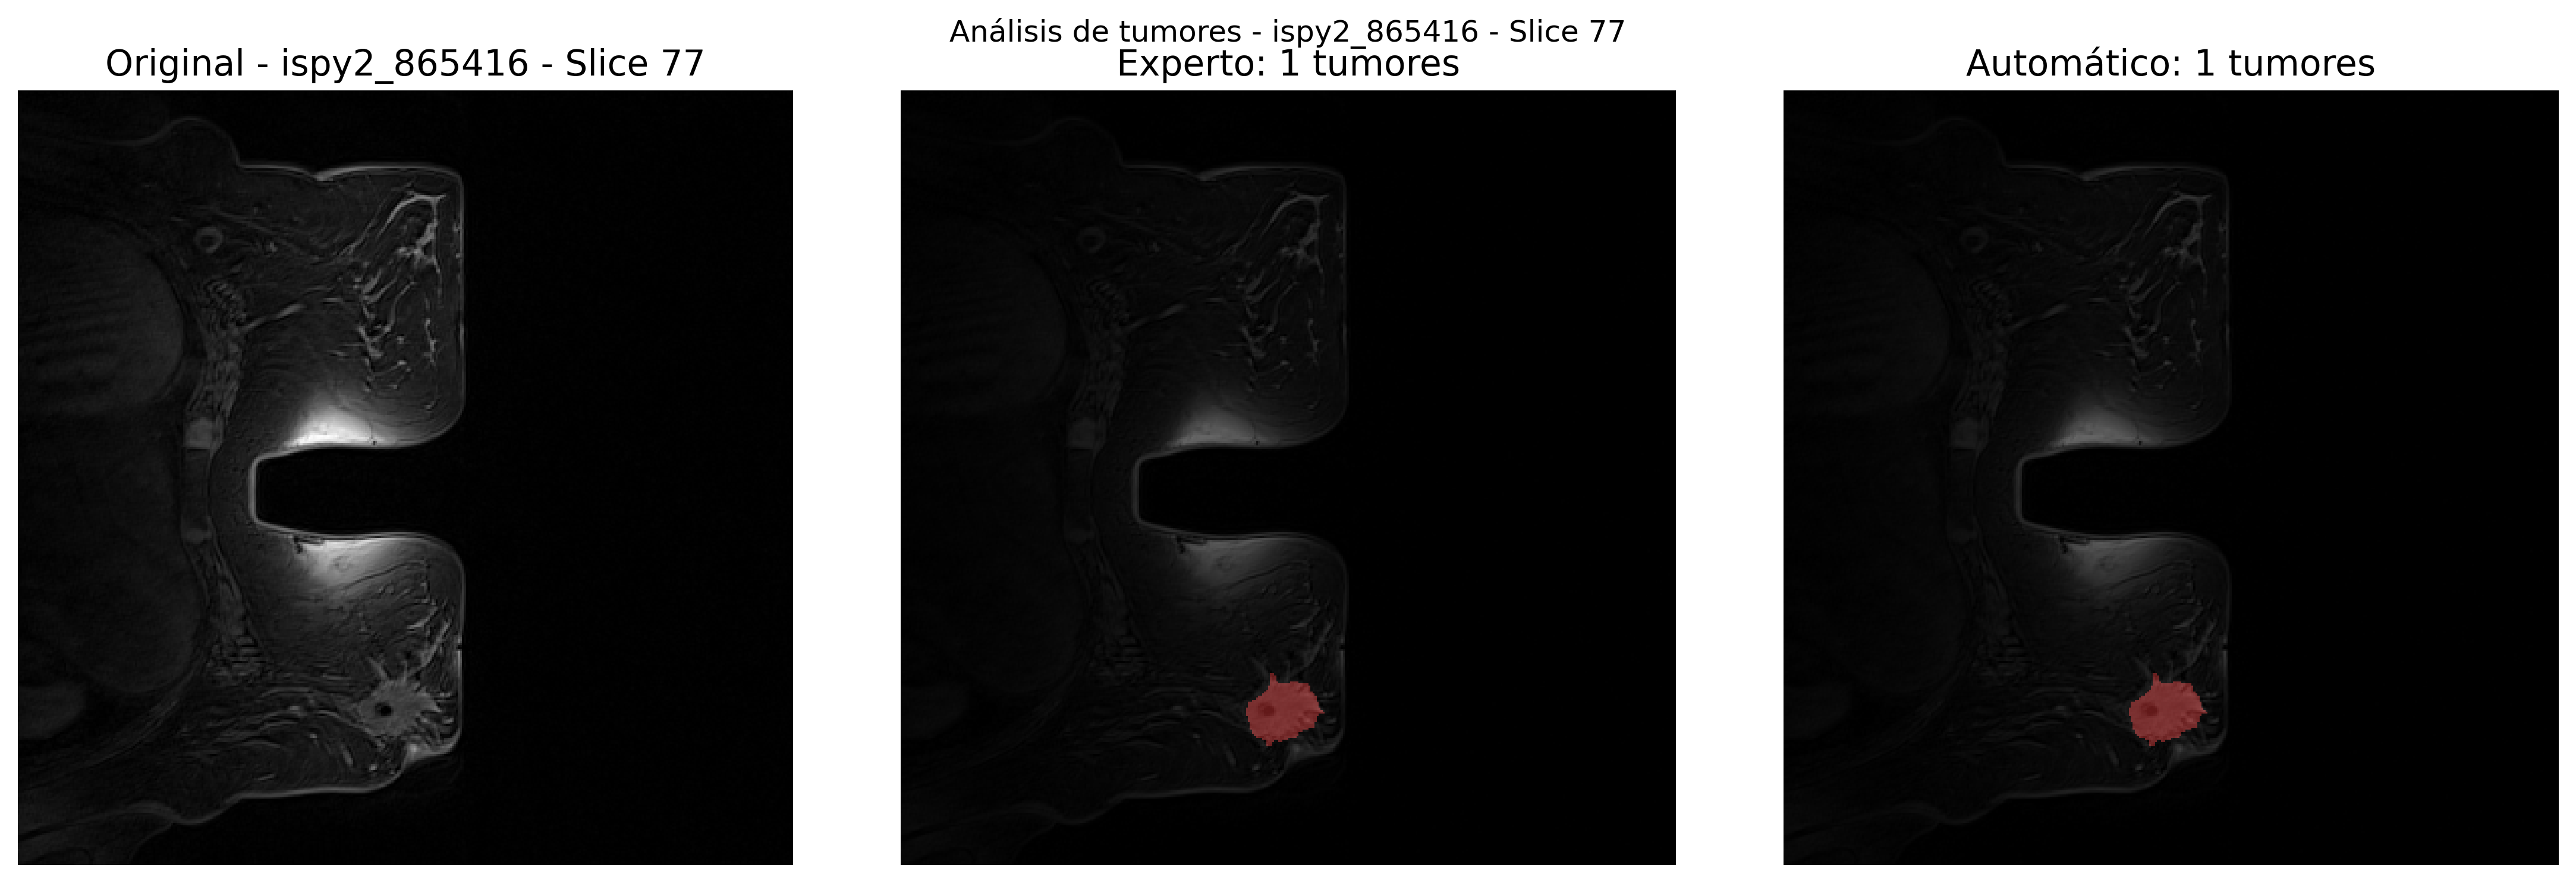 Análisis de tumores - ispy2_865416 - Slice 77
Original - ispy2_865416 - Slice 77
Experto: 1 tumores
Automático: 1 tumores